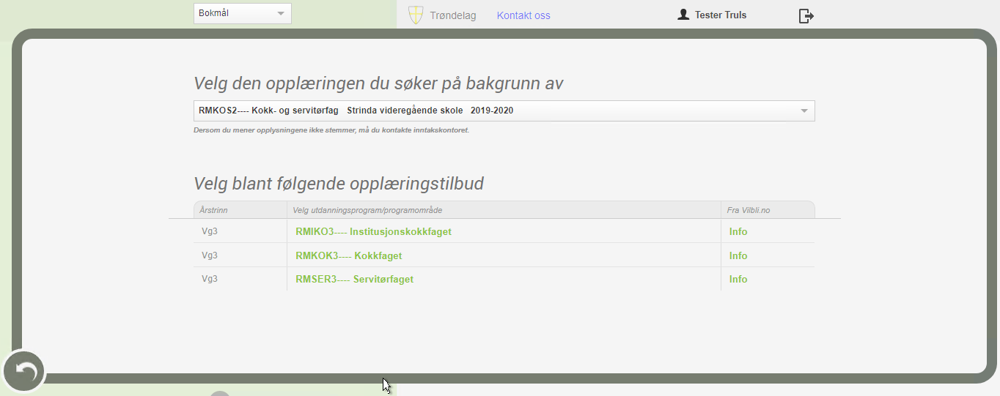 Bokmål Trøndelag Kontakt oss Tester Truls
Velg den opplæringen du søker på bakgrunn av
RMKOS2---- Kokk- og servitørfag Strinda videregående skole 2019-2020
Dersom du mener opplysningene ikke stemmer, må du kontakte inntakskontoret.
Velg blant følgende opplæringstilbud
Årstrinn Velg utdanningsprogram/programområde Fra Vilbli.no
Vg3 RMIKO3---- Institusjonskokkfaget Info
Vg3 RMKOK3---- Kokkfaget Info
Vg3 RMSER3---- Servitørfaget Info